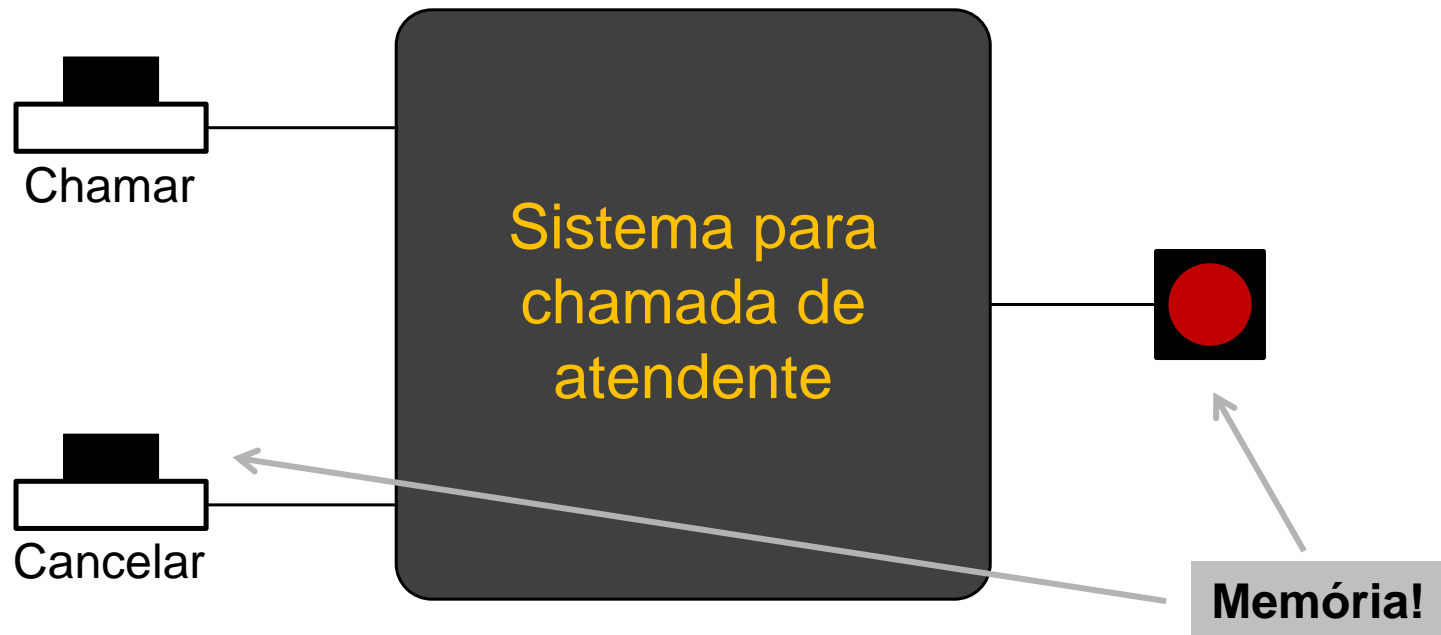 Chamar
Sistema para
chamada de
atendente
Cancelar
Memória!